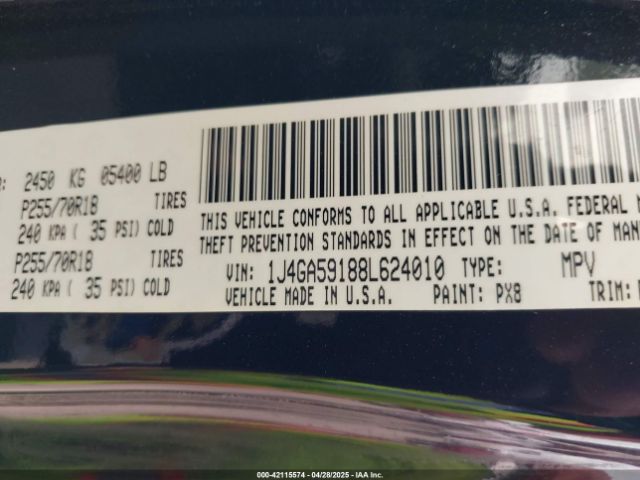 2450 KG 05400 LB
P255/70R18 TIRES
240 KPA ( 35 PSI) COLD
P255/70R18 TIRES
240 KPA ( 35 PSI) COLD
THIS VEHICLE CONFORMS TO ALL APPLICABLE U.S.A. FEDERAL
THEFT PREVENTION STANDARDS IN EFFECT ON THE DATE OF
VIN: 1J4GA59188L624010 TYPE: MPV
VEHICLE MADE IN U.S.A. PAINT: PX8 TRIM:
000-42115574 04/28/2025 IAA Inc.